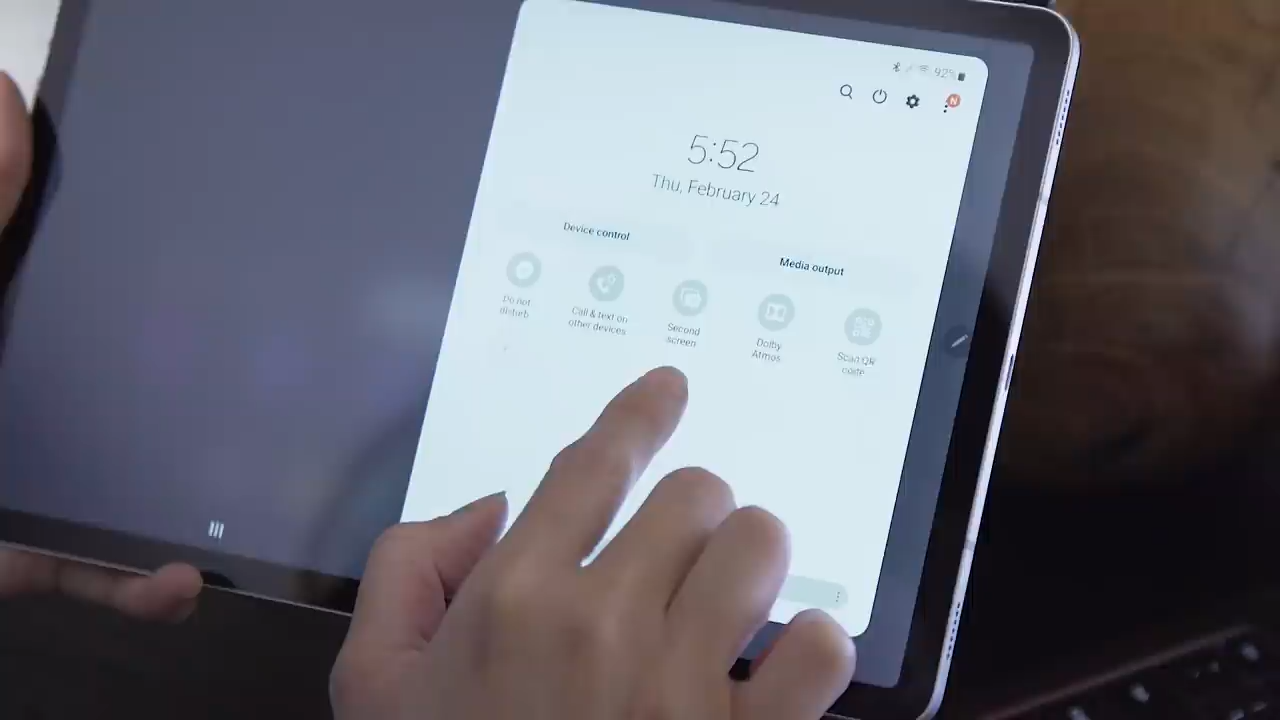 92%
N
5:52
Thu, February 24
Device control
Media output
Do not
disturb
Call & text on
other devices
Second
screen
Dolby
Atmos
Scan QR
code